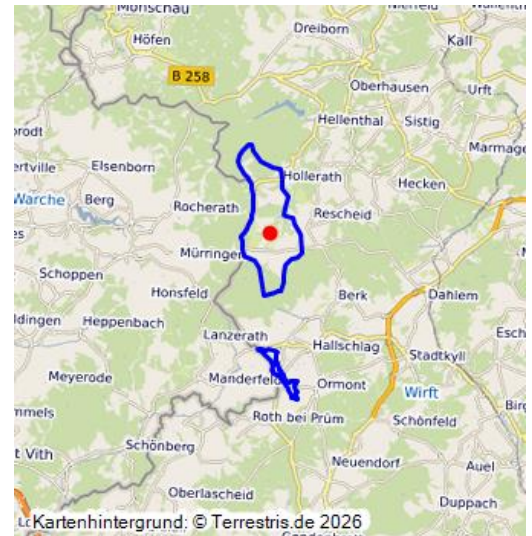 Monschau
Höfen
Dreiborn
Kall
B 258
Oberhausen
Urft
Hellenthal
Sistig
Elsenborn
Hollerath
Marmage
ertville
Hecken
Warche
Berg
Rocherath
Rescheid
Mürringen
Schoppen
Honsfeld
Berk
Dahlem
Heppenbach
Lanzerath
Hallschlag
Stadtkyll
Esch
Meyerode
Manderfeld
Ormont
Wirft
Birg
Roth bei Prüm
Schönfeld
Schönberg
t Vith
Neuendorf
Auel
Oberlascheid
Duppach
Kartenhintergrund: © Terrestris.de 2026